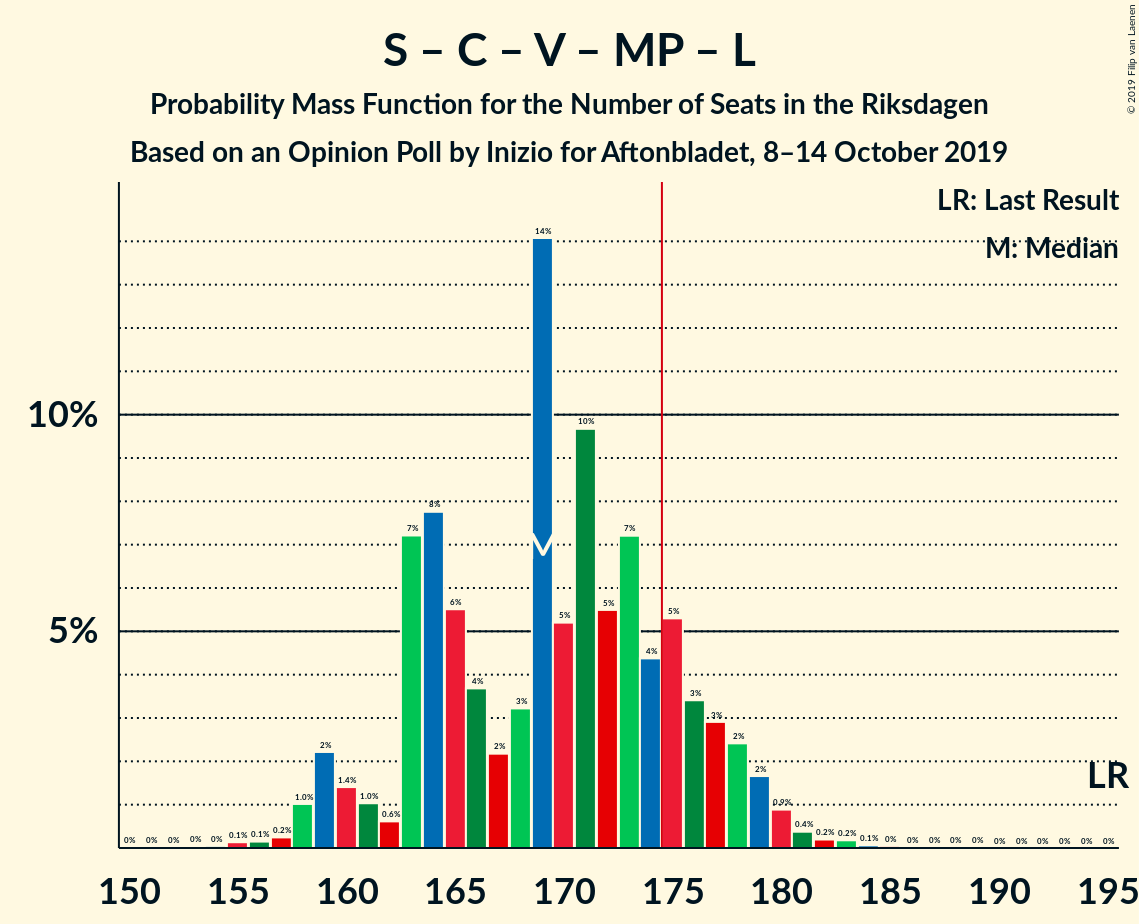 © 2019 Filip van Laenen
S – C – V – MP – L
Probability Mass Function for the Number of Seats in the Riksdagen
Based on an Opinion Poll by Inizio for Aftonbladet, 8–14 October 2019
LR: Last Result
M: Median
10%
5%
0% 0% 0% 0% 0% 0.1% 0.1% 0.2% 1.0% 2% 1.4% 1.0% 0.6% 7% 8% 6% 4% 2% 3% 14% 5% 10% 5% 7% 4% 5% 3% 3% 2% 2% 0.9% 0.4% 0.2% 0.2% 0.1% 0% 0% 0% 0% 0% 0% 0% 0% 0% 0% 0%
LR
150 155 160 165 170 175 180 185 190 195